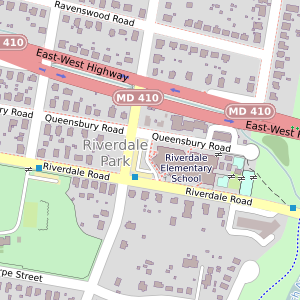 Ravenswood Road
410
East-West Highway
MD 410
MD 410
East-West H
ry Road
Queensbury Road
Queensbury Road
Riverdale
Park
Riverdale
Elementary
School
Riverdale Road
Riverdale Road
rpe Street